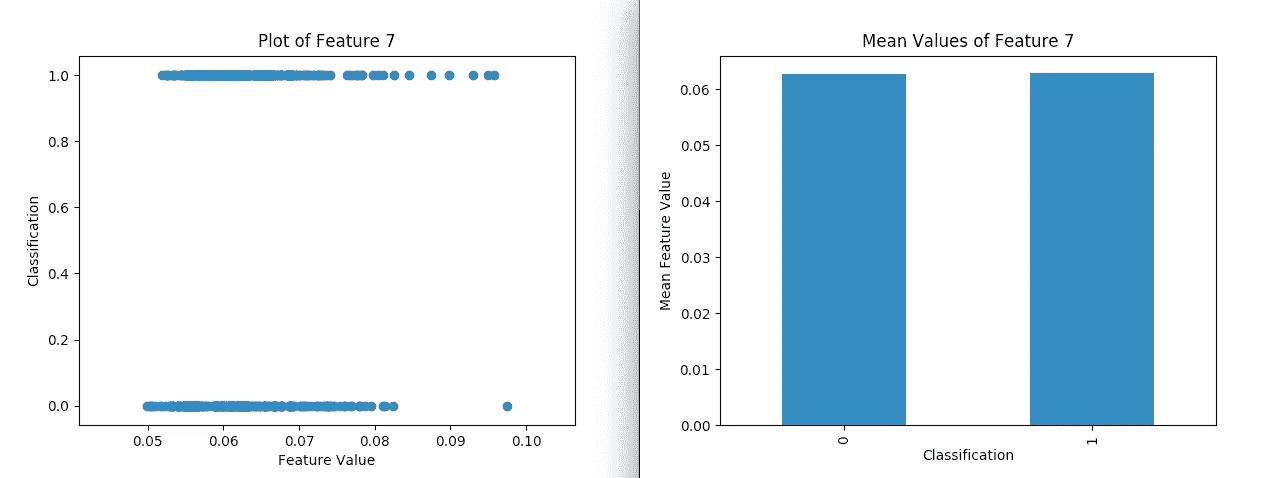 Plot of Feature 7
1.0
0.8
0.6
0.4
0.2
0.0
Classification
0.05 0.06 0.07 0.08 0.09 0.10
Feature Value
Mean Values of Feature 7
0.06
0.05
0.04
0.03
0.02
0.01
0.00
Mean Feature Value
0 1
Classification